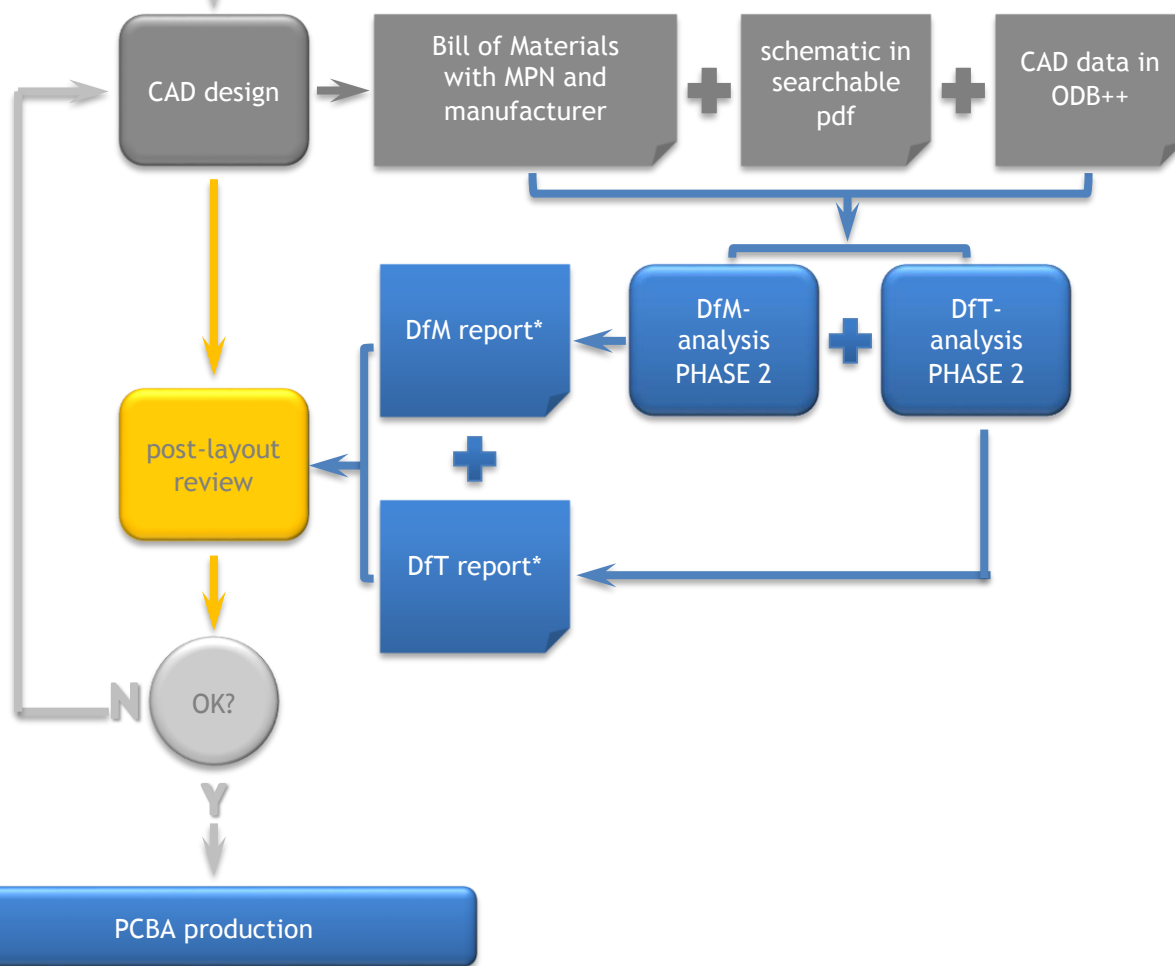 CAD design
Bill of Materials
with MPN and
manufacturer
schematic in
searchable
pdf
CAD data in
ODB++
DfM report*
DfM-
analysis
PHASE 2
DfT-
analysis
PHASE 2
post-layout
review
DfT report*
N
OK?
Y
PCBA production